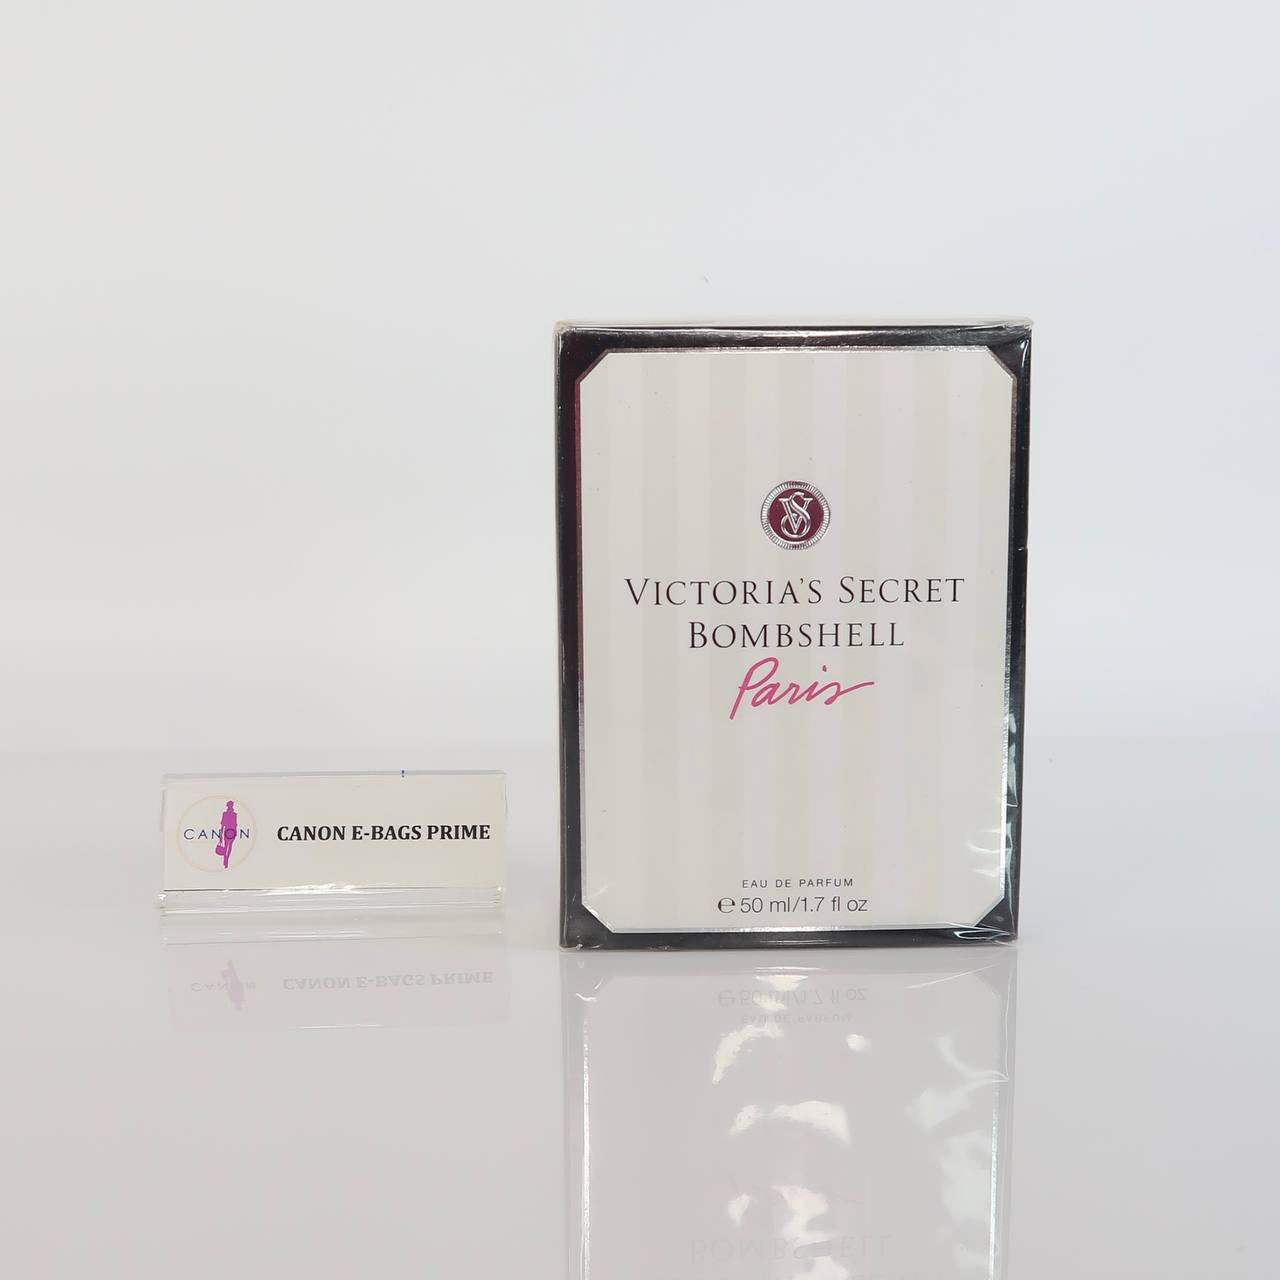 VS
VICTORIA'S SECRET
BOMBSHELL
Paris
EAU DE PARFUM
℮ 50 ml/1.7 fl oz
CANON
CANON E-BAGS PRIME